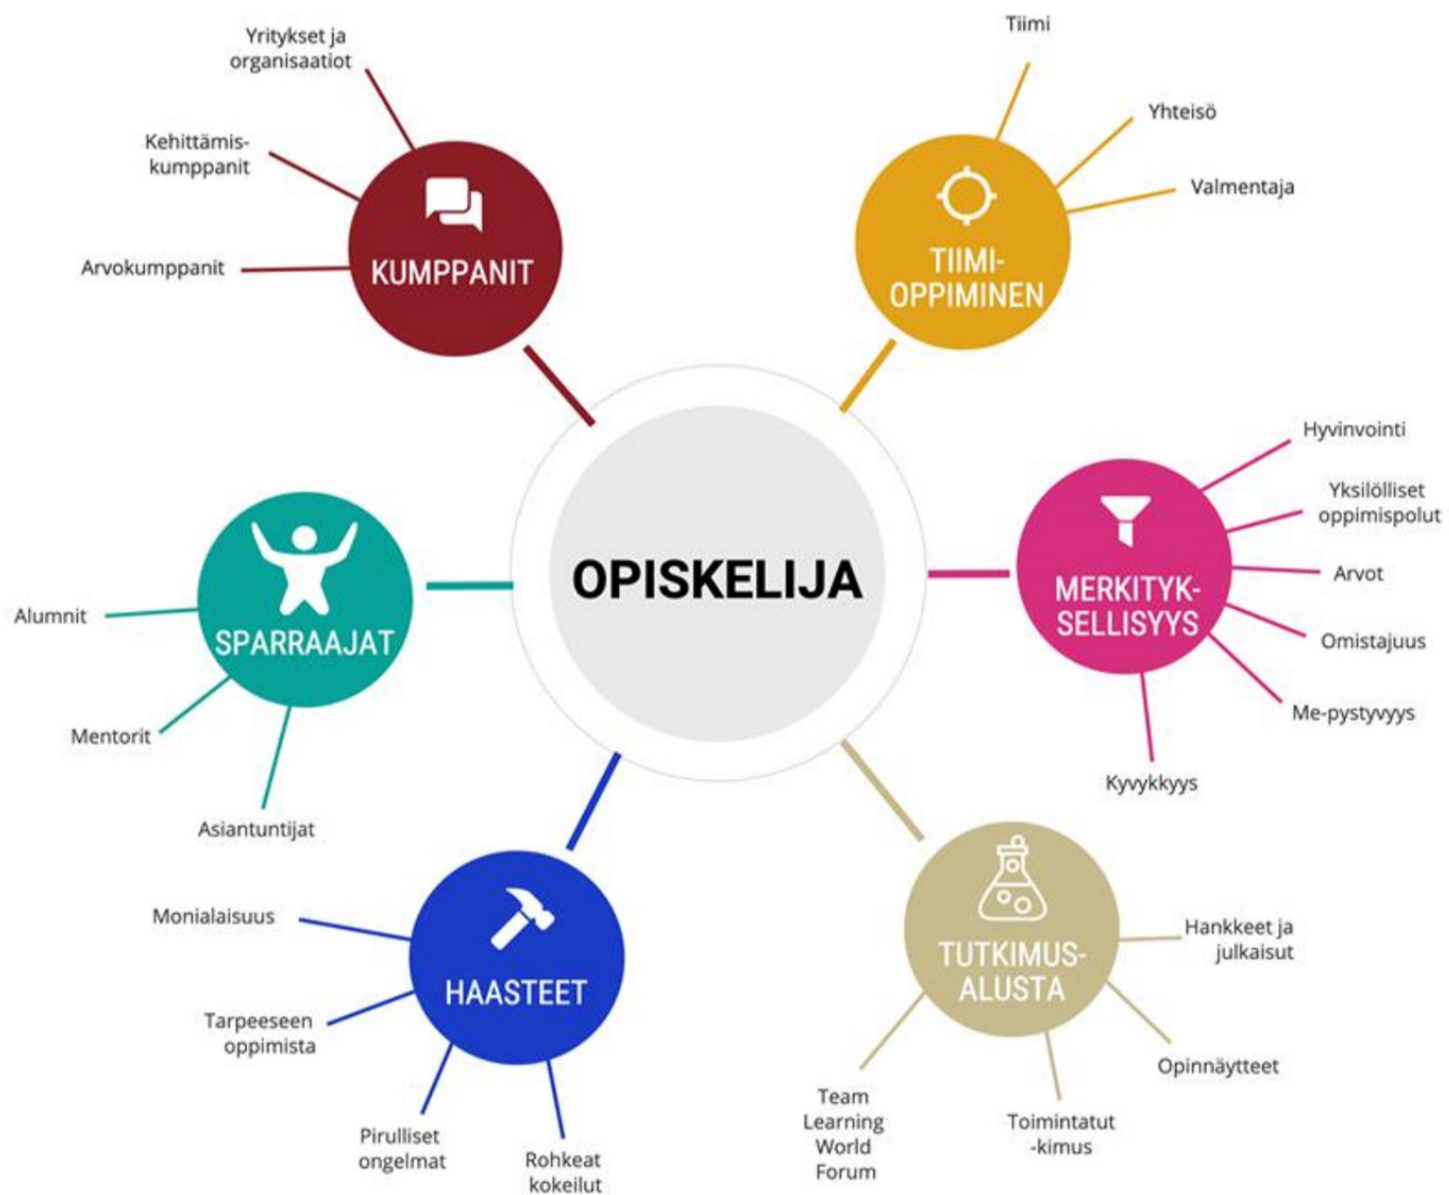 Yritykset ja
organisaatiot
Kehittämis-
kumppanit
Arvokumppanit
KUMPPANIT
Tiimi
Yhteisö
Valmentaja
TIIMI-
OPPIMINEN
OPISKELIJA
Hyvinvointi
Yksilölliset
oppimispolut
Arvot
Omistajuus
Me-pystyvyys
Kyvykkyys
MERKITYK-
SELLISYYS
SPARRAAJAT
Alumnit
Mentorit
Asiantuntijat
HAASTEET
Monialaisuus
Tarpeeseen
oppimista
Pirulliset
ongelmat
Rohkeat
kokeilut
TUTKIMUS-
ALUSTA
Hankkeet ja
julkaisut
Opinnäytteet
Toimintatut
-kimus
Team
Learning
World
Forum